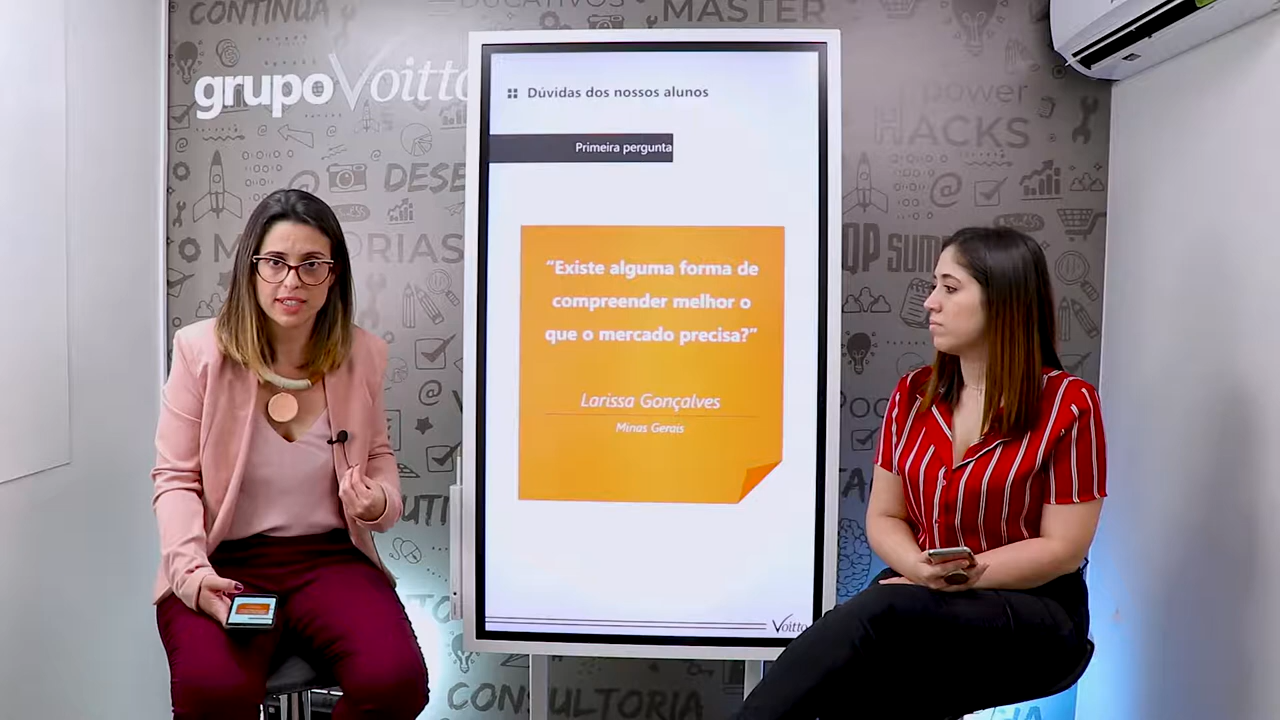 CONTINUA
EDUCATIVOS
MASTER
grupo Voitto
power
HACKS
DESE
SUM
CONSULTORIA
Dúvidas dos nossos alunos
Primeira pergunta
“Existe alguma forma de
compreender melhor o
que o mercado precisa?”
Larissa Gonçalves
Minas Gerais
Voitto